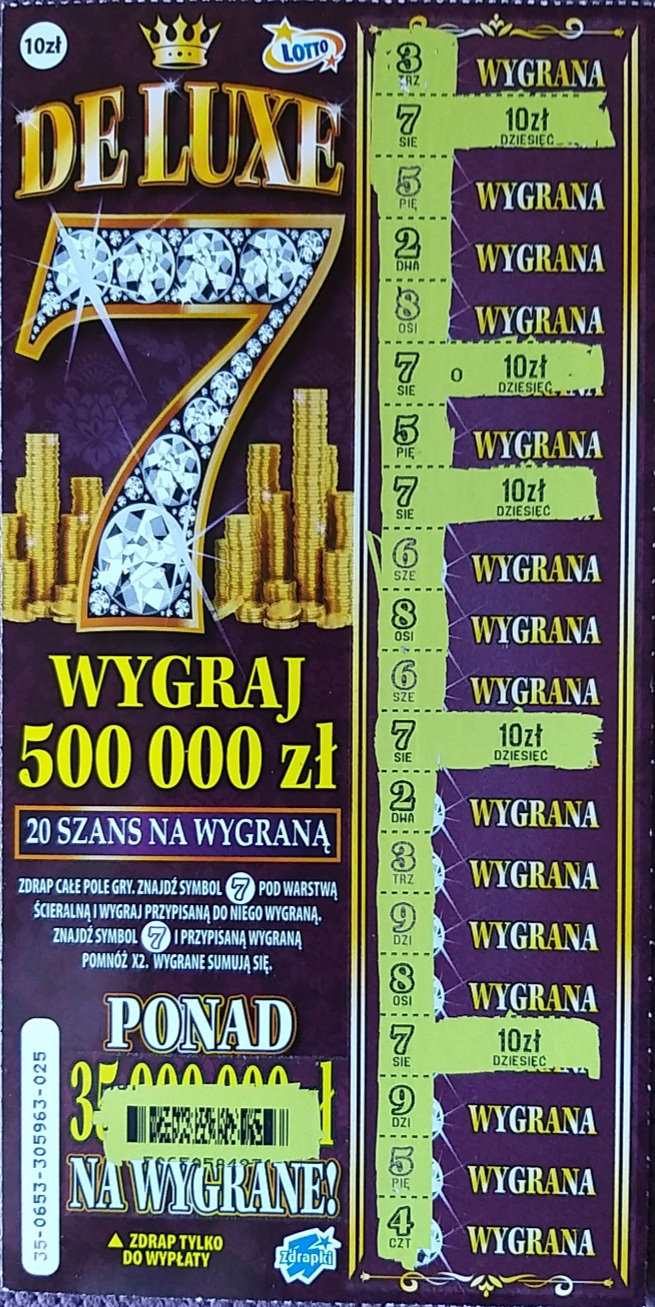 10zł
LOTTO
DE LUXE
7
WYGRAJ
500 000 zł
20 SZANS NA WYGRANĄ
ZDRAP CAŁE POLE GRY. ZNAJDŹ SYMBOL 7 POD WARSTWĄ
ŚCIERALNĄ I WYGRAJ PRZYPISANĄ DO NIEGO WYGRANĄ.
ZNAJDŹ SYMBOL 7 I PRZYPISANĄ WYGRANĄ
POMNÓŻ X2. WYGRANE SUMUJĄ SIĘ.
PONAD
35 000 000 zł
NA WYGRANE!
ZDRAP TYLKO
DO WYPŁATY
Zdrapki
35-0653-305963-025
3 WYGRANA
TRZ
7 10zł
SIE DZIESIĘĆ
5 WYGRANA
PIĘ
2 WYGRANA
DWA
8 WYGRANA
OSI
7 o 10zł
SIE DZIESIĘĆ
5 WYGRANA
PIĘ
7 10zł
SIE DZIESIĘĆ
6 WYGRANA
SZE
8 WYGRANA
OSI
6 WYGRANA
SZE
7 10zł
SIE DZIESIĘĆ
2 WYGRANA
DWA
3 WYGRANA
TRZ
9 WYGRANA
DZI
8 WYGRANA
OSI
7 10zł
SIE DZIESIĘĆ
9 WYGRANA
DZI
5 WYGRANA
PIĘ
4 WYGRANA
CZT